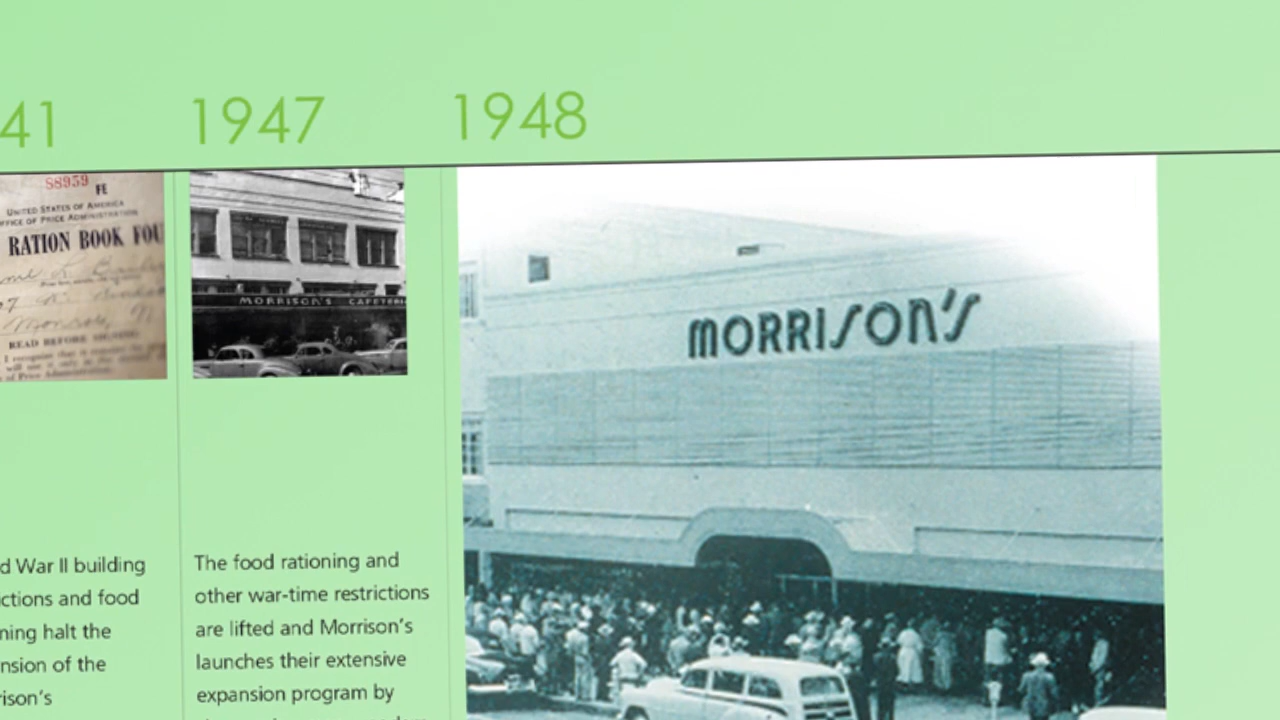 41
1947
1948
58959
FE
UNITED STATES OF AMERICA
OFFICE OF PRICE ADMINISTRATION
RATION BOOK FOU
READ BEFORE
MORRISON'S CAFETERI
MORRISON'S
d War II building
ctions and food
ning halt the
nsion of the
rison's
The food rationing and
other war-time restrictions
are lifted and Morrison's
launches their extensive
expansion program by